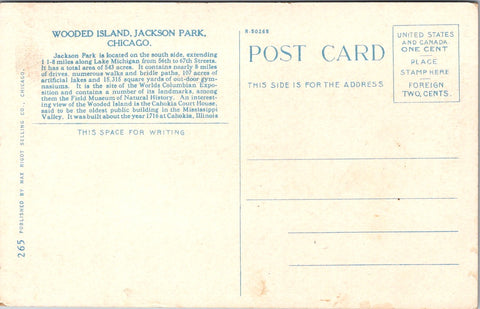 WOODED ISLAND, JACKSON PARK,
CHICAGO.
Jackson Park is located on the south side, extending
1 1-8 miles along Lake Michigan from 56th to 67th Streets.
It has a total area of 543 acres. It contains nearly 8 miles
of drives, numerous walks and bridle paths, 107 acres of
artificial lakes and 15,315 square yards of out-door gym-
nasiums. It is the site of the Worlds Columbian Expo-
sition and contains a number of its landmarks, among
them the Field Museum of Natural History. An interest-
ing view of the Wooded Island is the Cahokia Court House,
said to be the oldest public building in the Mississippi
Valley. It was built about the year 1716 at Cahokia, Illinois
THIS SPACE FOR WRITING
265 PUBLISHED BY MAX RIGOT SELLING CO., CHICAGO.
R-50265
POST CARD
THIS SIDE IS FOR THE ADDRESS
UNITED STATES
AND CANADA
ONE CENT
PLACE
STAMP HERE
FOREIGN
TWO CENTS.